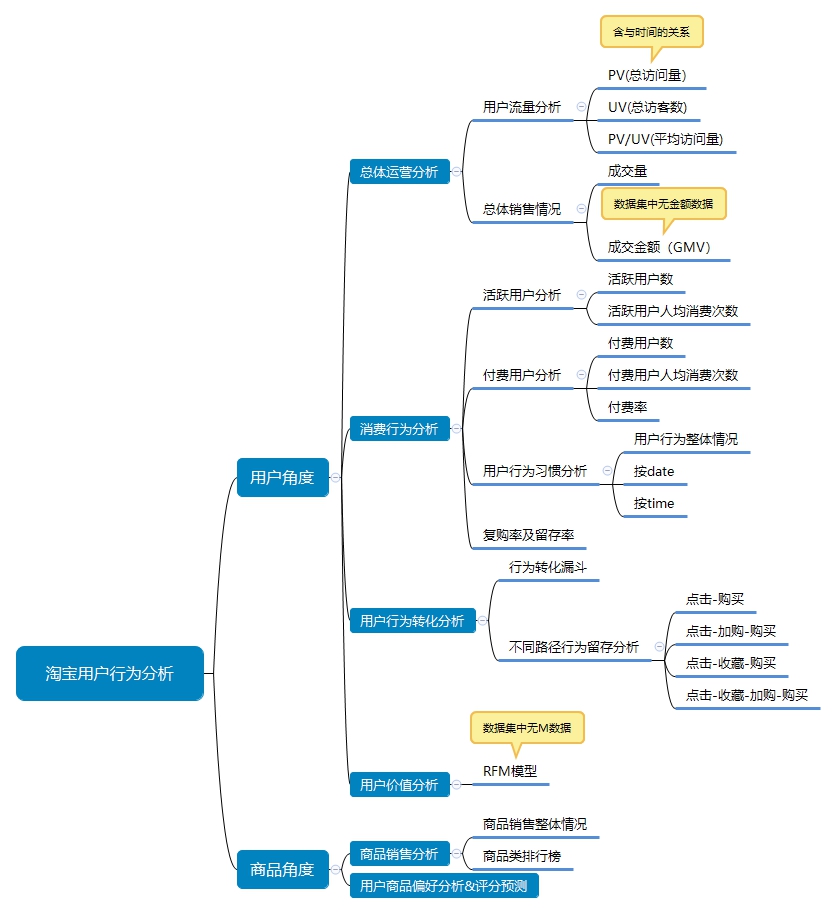 淘宝用户行为分析
用户角度
总体运营分析
用户流量分析
含与时间的关系
PV(总访问量)
UV(总访客数)
PV/UV(平均访问量)
总体销售情况
成交量
数据集中无金额数据
成交金额（GMV）
消费行为分析
活跃用户分析
活跃用户数
活跃用户人均消费次数
付费用户分析
付费用户数
付费用户人均消费次数
付费率
用户行为习惯分析
用户行为整体情况
按date
按time
复购率及留存率
用户行为转化分析
行为转化漏斗
不同路径行为留存分析
点击-购买
点击-加购-购买
点击-收藏-购买
点击-收藏-加购-购买
用户价值分析
数据集中无M数据
RFM模型
商品角度
商品销售分析
商品销售整体情况
商品类排行榜
用户商品偏好分析&评分预测